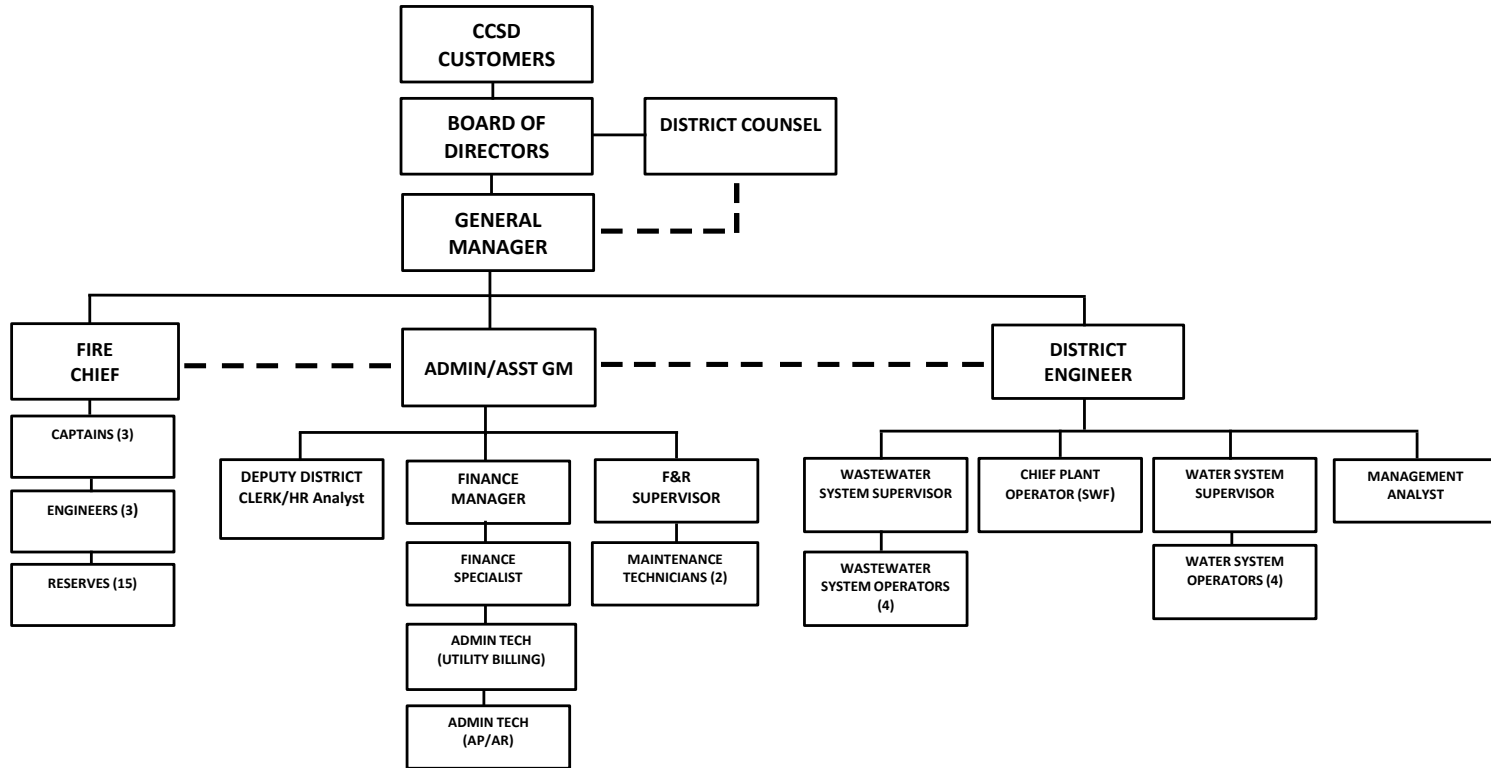 CCSD
CUSTOMERS
BOARD OF
DIRECTORS
DISTRICT COUNSEL
GENERAL
MANAGER
FIRE
CHIEF
ADMIN/ASST GM
DISTRICT
ENGINEER
CAPTAINS (3)
ENGINEERS (3)
RESERVES (15)
DEPUTY DISTRICT
CLERK/HR Analyst
FINANCE
MANAGER
FINANCE
SPECIALIST
ADMIN TECH
(UTILITY BILLING)
ADMIN TECH
(AP/AR)
F&R
SUPERVISOR
MAINTENANCE
TECHNICIANS (2)
WASTEWATER
SYSTEM SUPERVISOR
WASTEWATER
SYSTEM OPERATORS
(4)
CHIEF PLANT
OPERATOR (SWF)
WATER SYSTEM
SUPERVISOR
WATER SYSTEM
OPERATORS (4)
MANAGEMENT
ANALYST